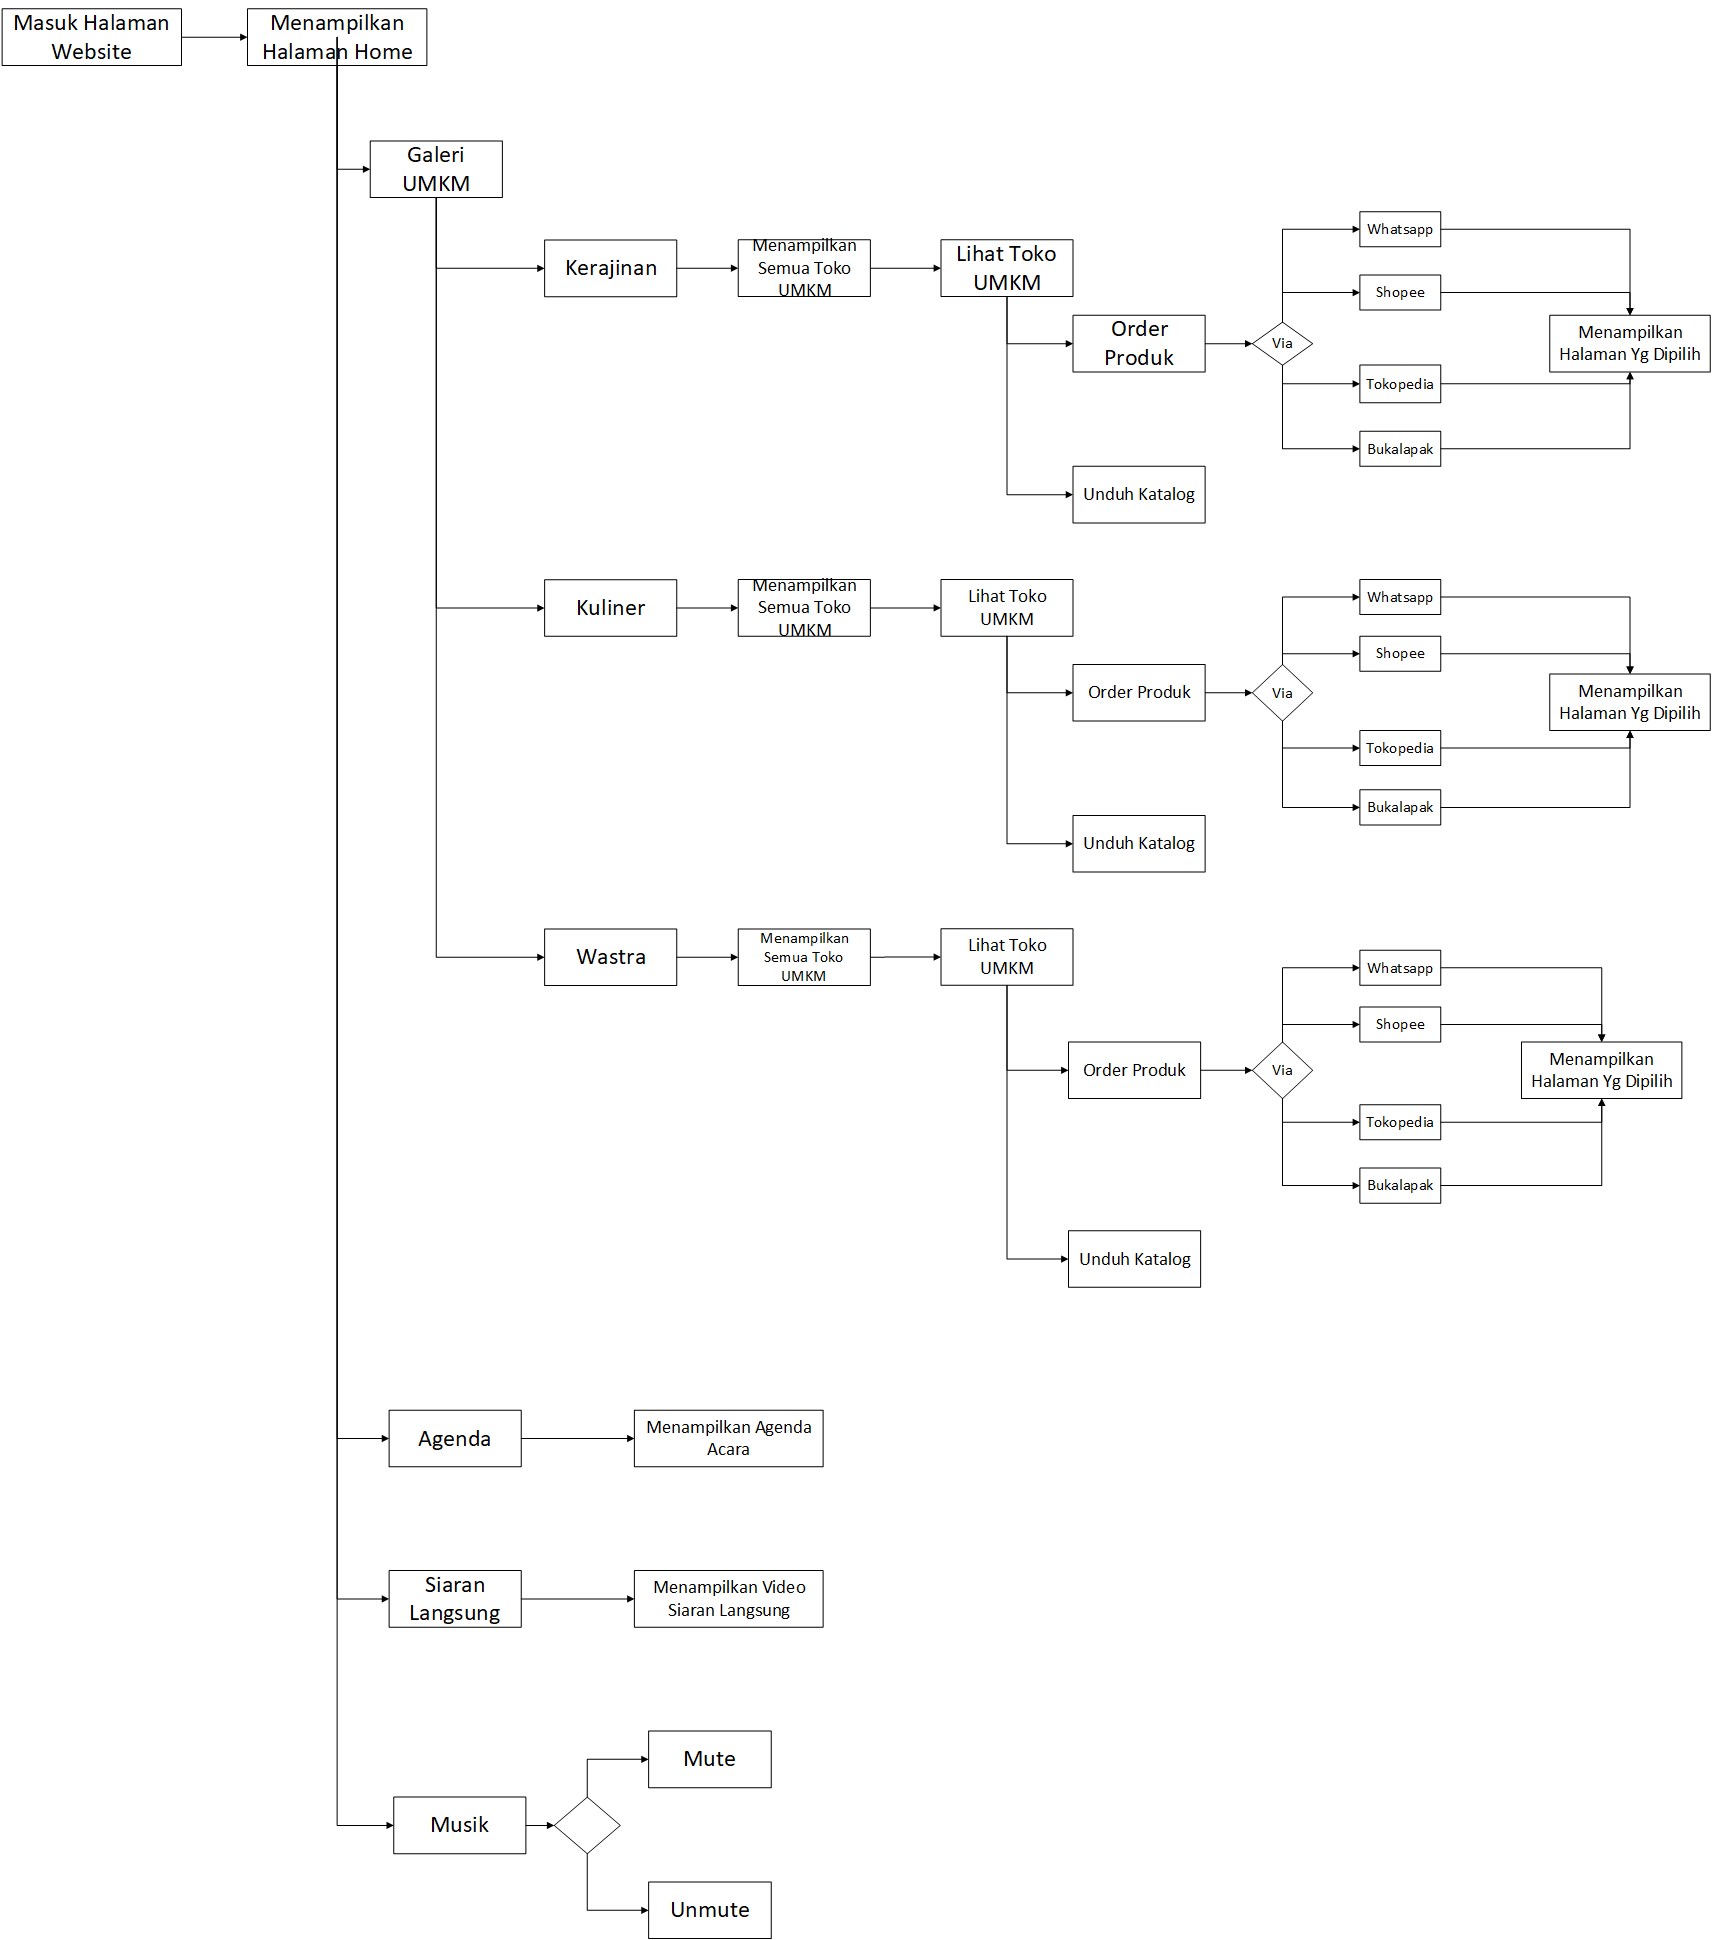 Masuk Halaman
Website
Menampilkan
Halaman Home
Galeri
UMKM
Kerajinan
Menampilkan
Semua Toko
UMKM
Lihat Toko
UMKM
Order
Produk
Via
Whatsapp
Shopee
Tokopedia
Bukalapak
Menampilkan
Halaman Yg Dipilih
Unduh Katalog
Kuliner
Menampilkan
Semua Toko
UMKM
Lihat Toko
UMKM
Order Produk
Via
Whatsapp
Shopee
Tokopedia
Bukalapak
Menampilkan
Halaman Yg Dipilih
Unduh Katalog
Wastra
Menampilkan
Semua Toko
UMKM
Lihat Toko
UMKM
Order Produk
Via
Whatsapp
Shopee
Tokopedia
Bukalapak
Menampilkan
Halaman Yg Dipilih
Unduh Katalog
Agenda
Menampilkan Agenda
Acara
Siaran
Langsung
Menampilkan Video
Siaran Langsung
Musik
Mute
Unmute